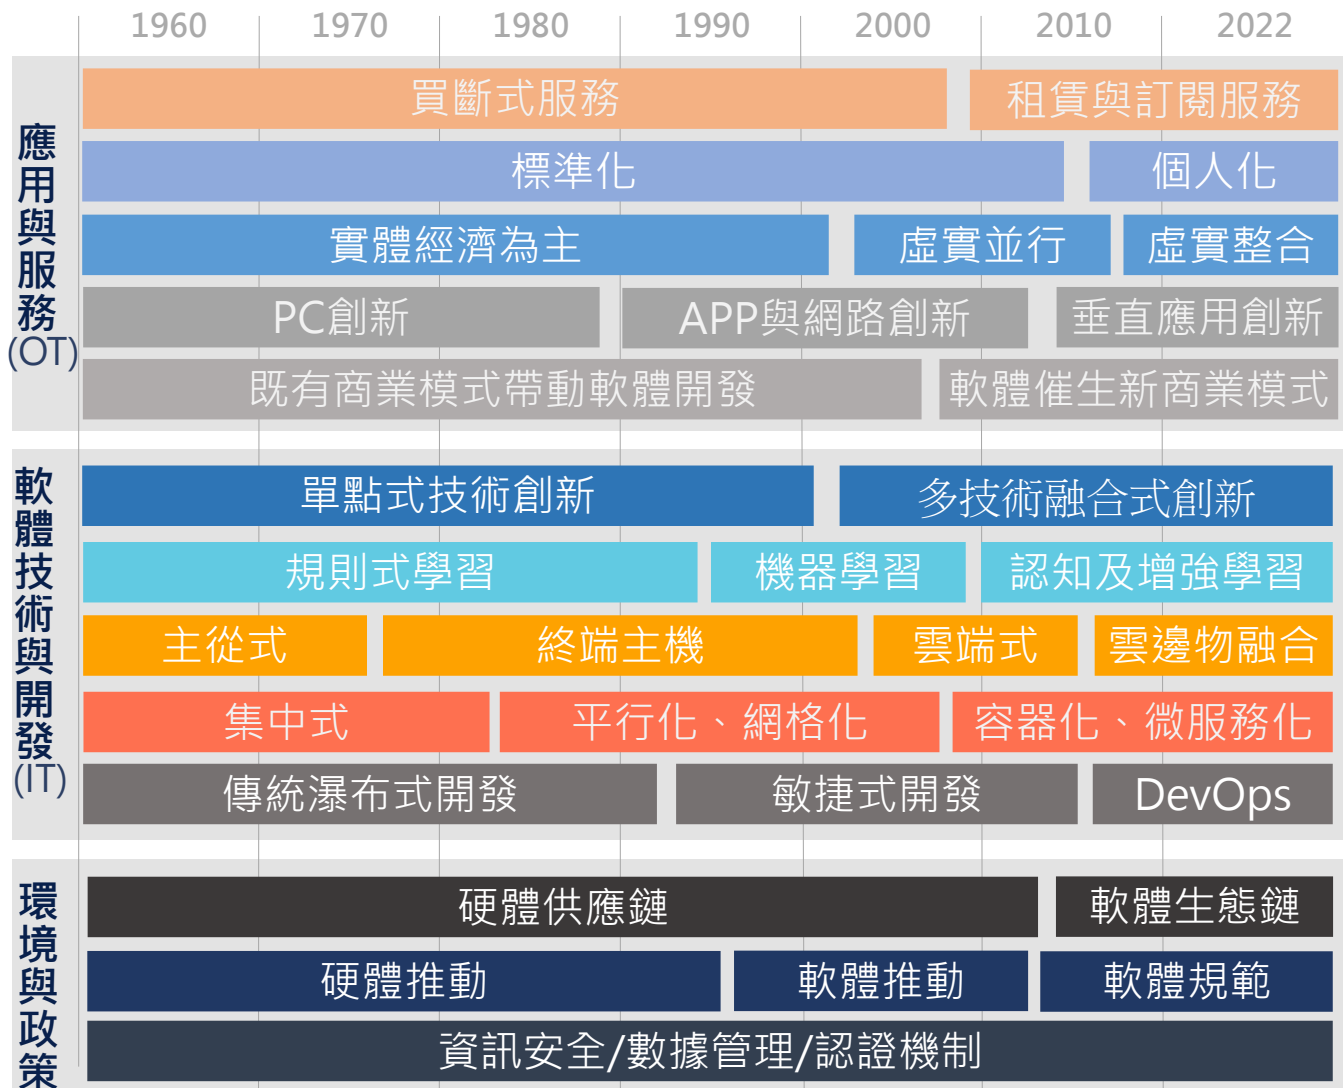 1960 1970 1980 1990 2000 2010 2022
應用與服務
(OT)
買斷式服務 租賃與訂閱服務
標準化 個人化
實體經濟為主 虛實並行 虛實整合
PC創新 APP與網路創新 垂直應用創新
既有商業模式帶動軟體開發 軟體催生新商業模式
軟體技術與開發
(IT)
單點式技術創新 多技術融合式創新
規則式學習 機器學習 認知及增強學習
主從式 終端主機 雲端式 雲邊物融合
集中式 平行化、網格化 容器化、微服務化
傳統瀑布式開發 敏捷式開發 DevOps
環境與政策
硬體供應鏈 軟體生態鏈
硬體推動 軟體推動 軟體規範
資訊安全/數據管理/認證機制